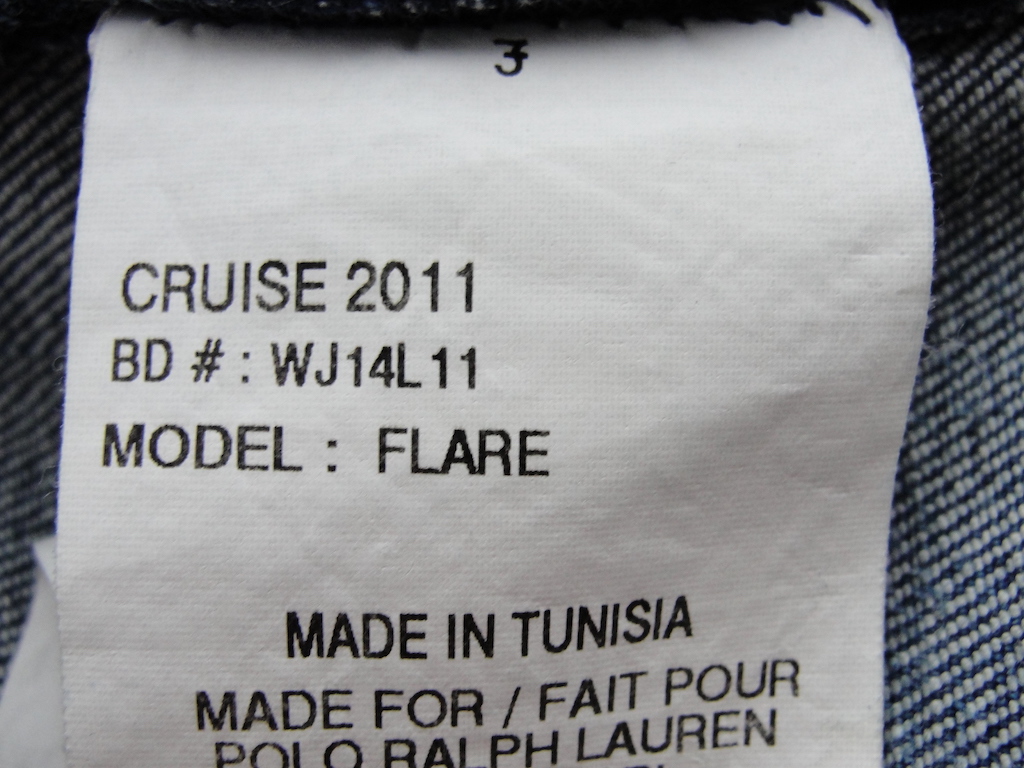 3
CRUISE 2011
BD # : WJ14L11
MODEL : FLARE
MADE IN TUNISIA
MADE FOR / FAIT POUR
POLO RALPH LAUREN